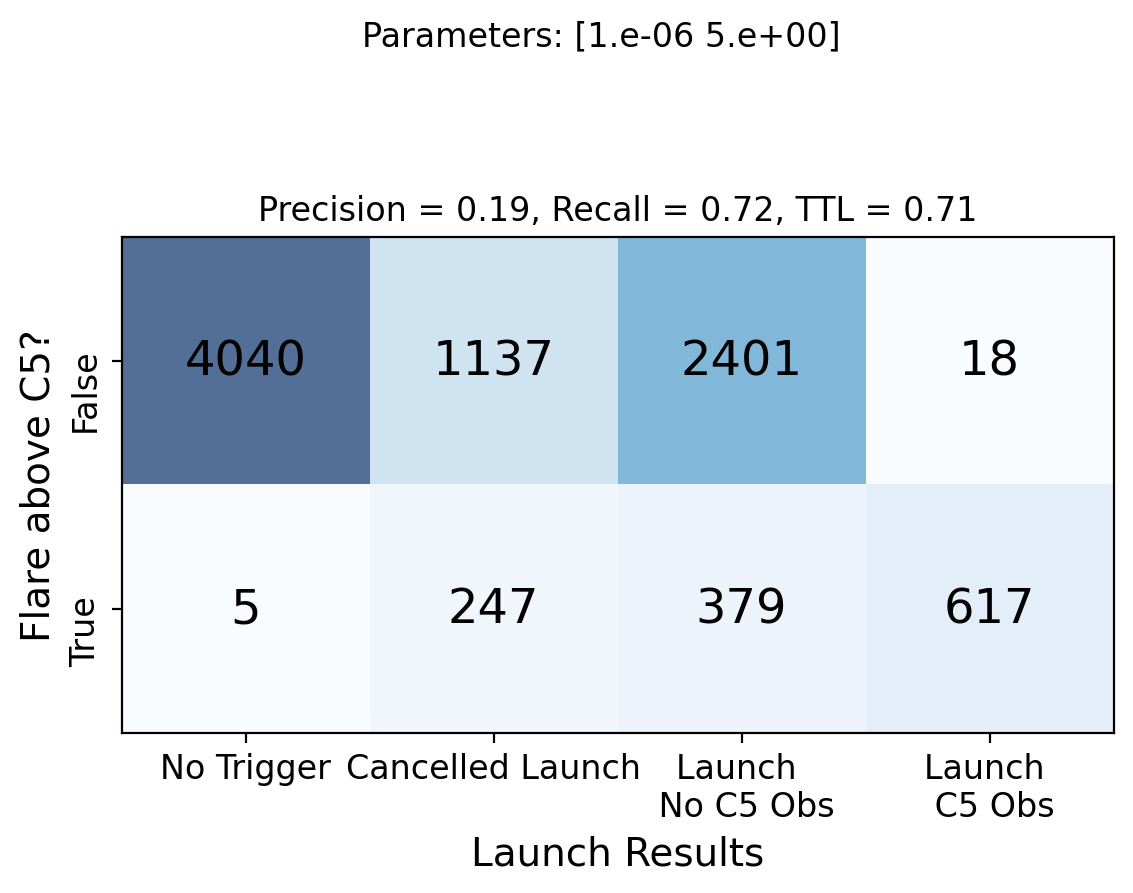 Parameters: [1.e-06 5.e+00]
Precision = 0.19, Recall = 0.72, TTL = 0.71
Flare above C5?
False
4040 1137 2401 18
True
5 247 379 617
No Trigger Cancelled Launch Launch No C5 Obs Launch C5 Obs
Launch Results